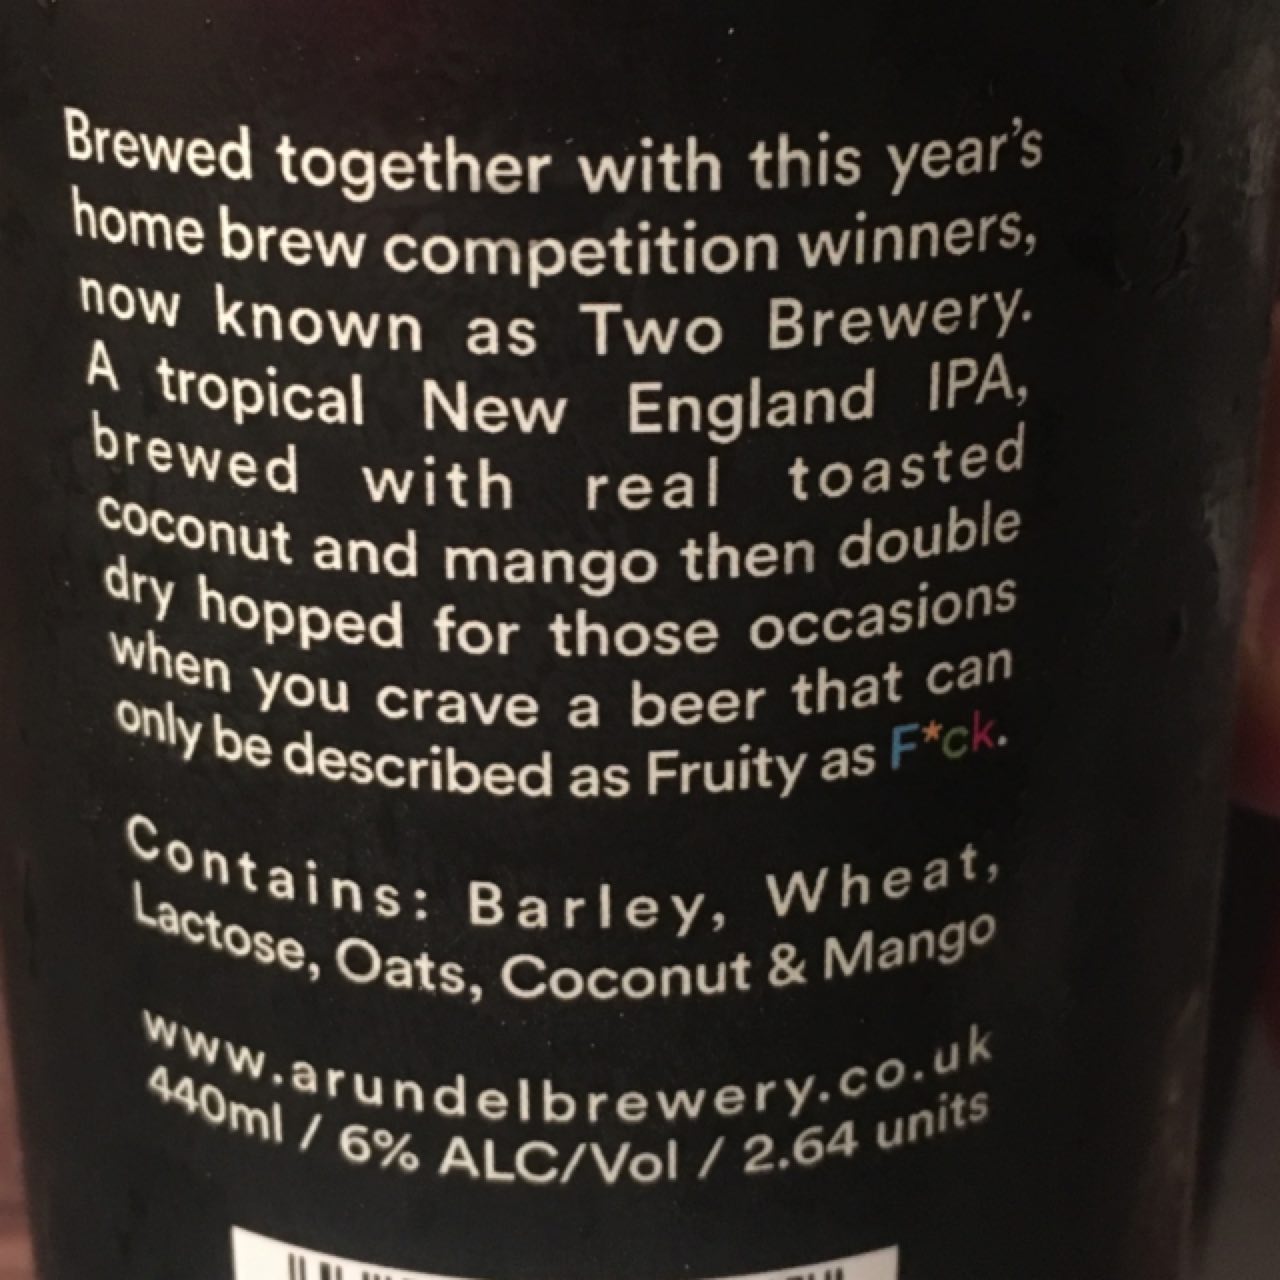 Brewed together with this year's
home brew competition winners,
now known as Two Brewery.
A tropical New England IPA,
brewed with real toasted
coconut and mango then double
dry hopped for those occasions
when you crave a beer that can
only be described as Fruity as F*ck.
Contains: Barley, Wheat,
Lactose, Oats, Coconut & Mango
www.arundelbrewery.co.uk
440ml / 6% ALC/Vol / 2.64 units